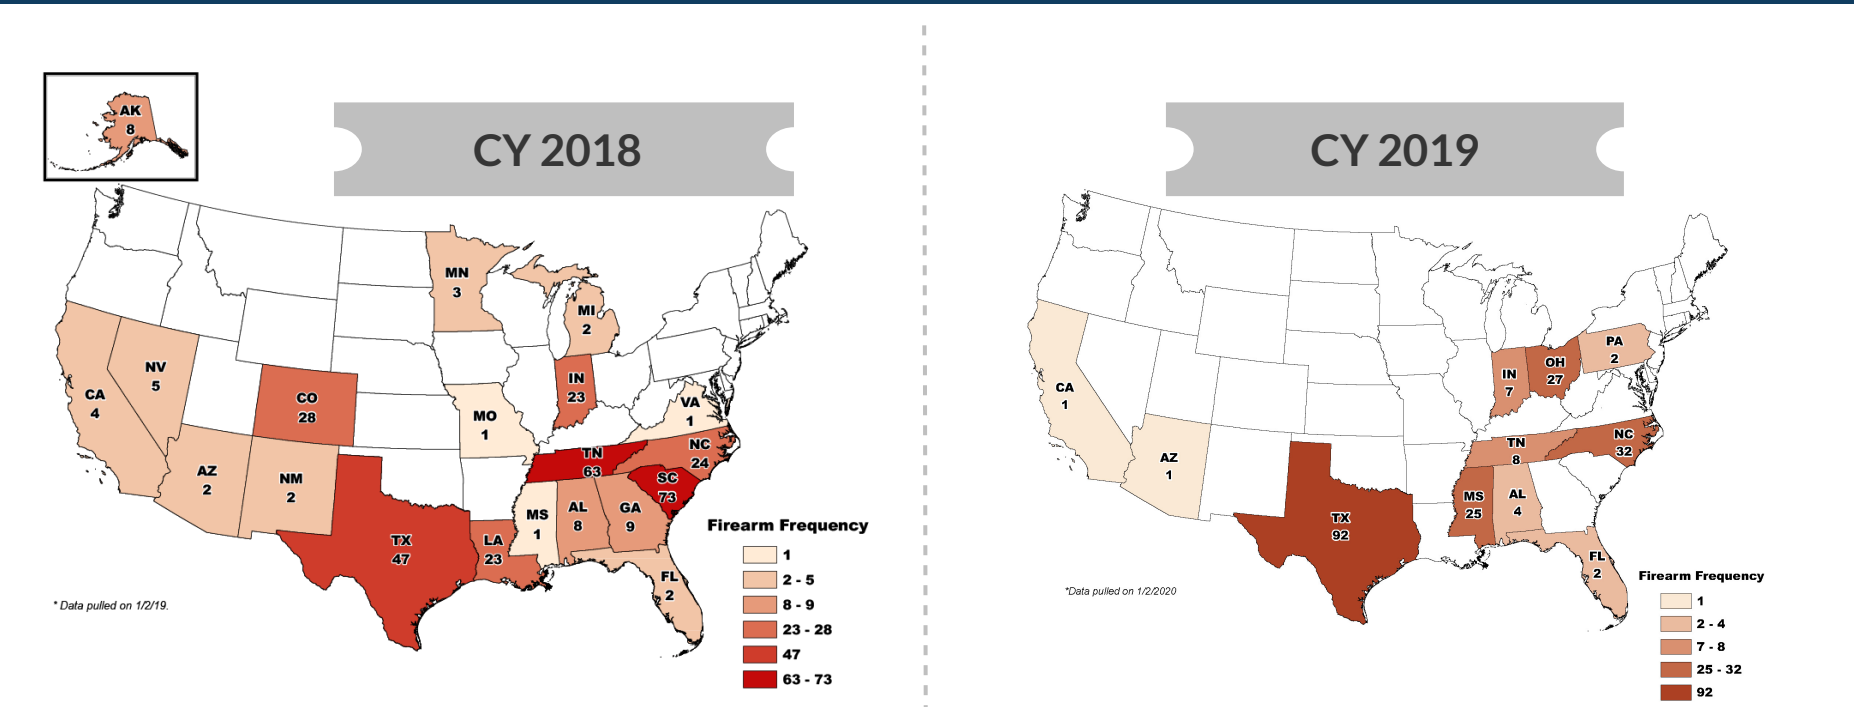 CY 2018
AK
8
MN
3
MI
2
NV
5
CA
4
CO
28
IN
23
MO
1
VA
1
AZ
2
NM
2
TN
63
NC
24
SC
73
TX
47
LA
23
MS
1
AL
8
GA
9
FL
2
Firearm Frequency
1
2 - 5
8 - 9
23 - 28
47
63 - 73
* Data pulled on 1/2/19.
CY 2019
PA
2
OH
27
IN
7
CA
1
AZ
1
TN
8
NC
32
MS
25
AL
4
TX
92
FL
2
Firearm Frequency
1
2 - 4
7 - 8
25 - 32
92
*Data pulled on 1/2/2020